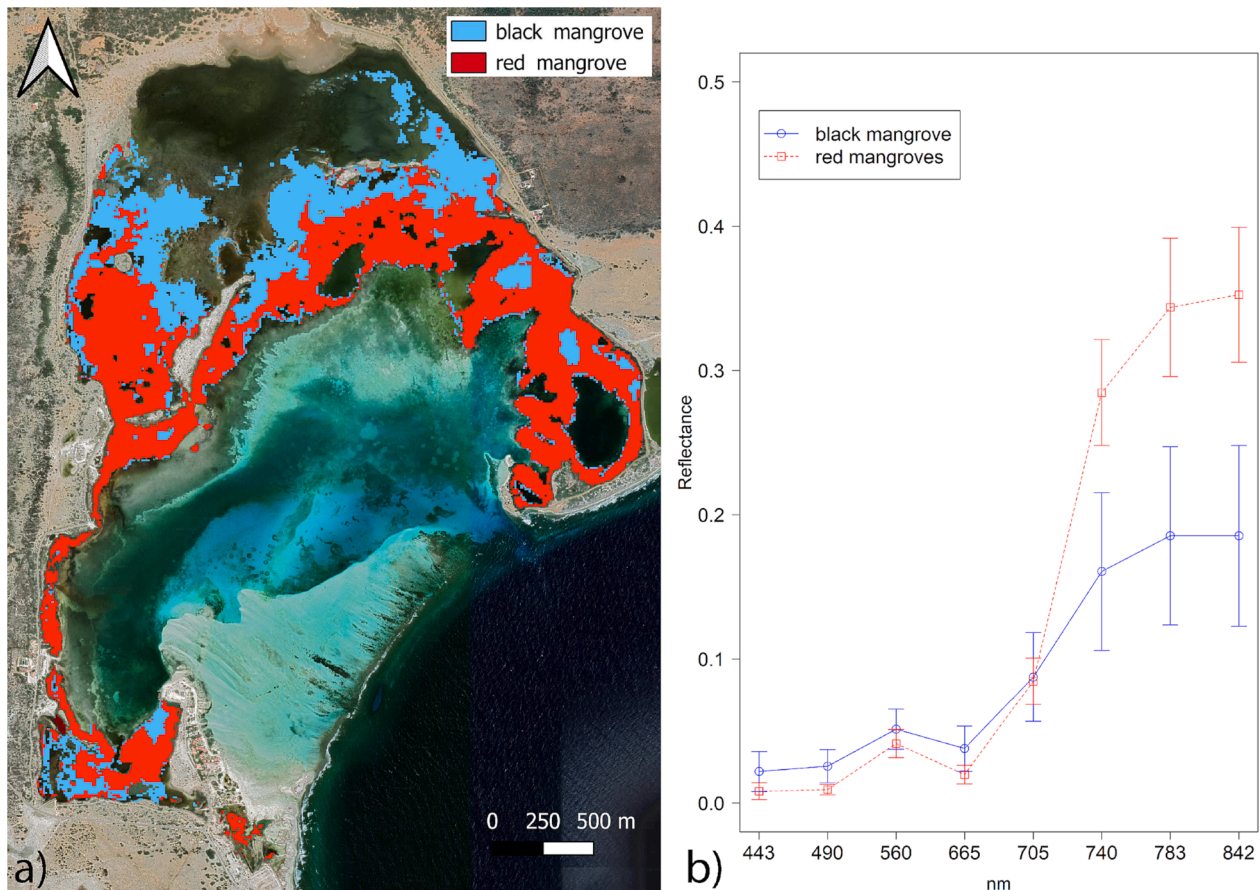 black mangrove
red mangrove
0 250 500 m
a)
0.5
0.4
0.3
0.2
0.1
0.0
Reflectance
black mangrove
red mangroves
443 490 560 665 705 740 783 842
nm
b)